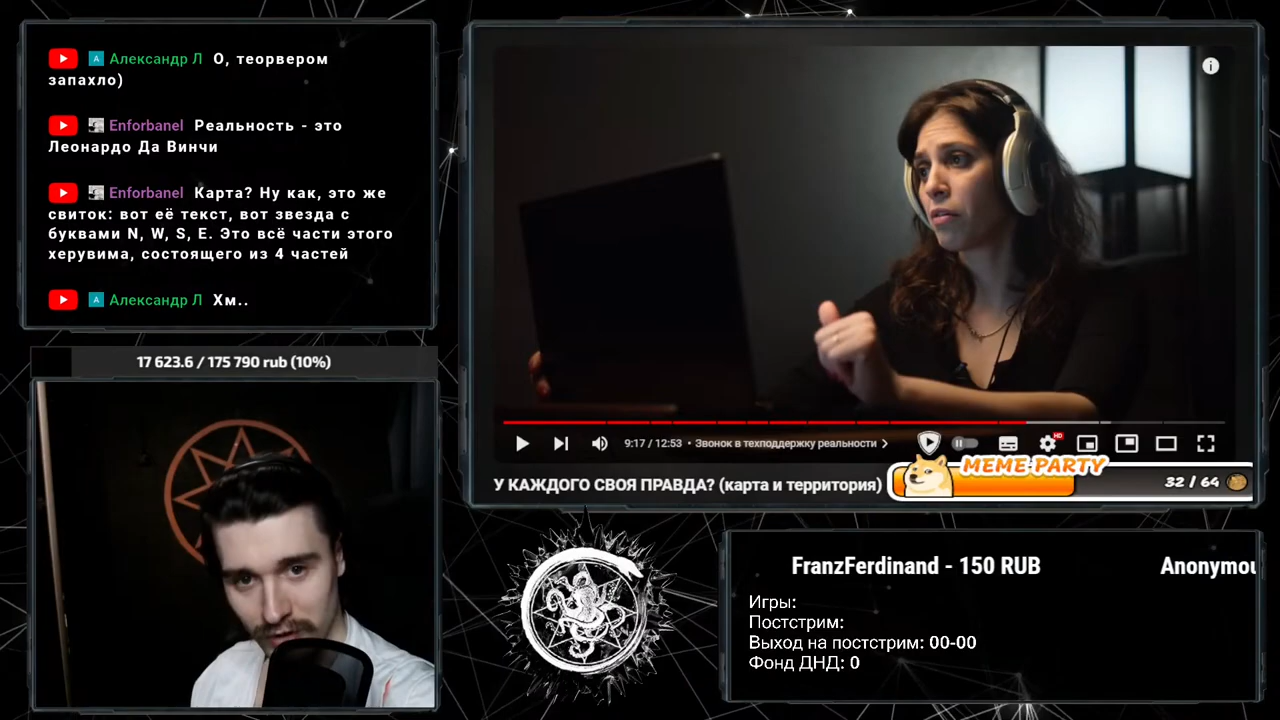 Александр Л О, теорвером
запахло)
Enforbanel Реальность - это
Леонардо Да Винчи
Enforbanel Карта? Ну как, это же
свиток: вот её текст, вот звезда с
буквами N, W, S, E. Это всё части этого
херувима, состоящего из 4 частей
Александр Л Хм..
17 623.6 / 175 790 rub (10%)
9:17 / 12:53 • Звонок в техподдержку реальности
HD
У КАЖДОГО СВОЯ ПРАВДА? (карта и территория)
MEME PARTY
32 / 64
FranzFerdinand - 150 RUB
Anonymou
Игры:
Постстрим:
Выход на постстрим: 00-00
Фонд ДНД: 0